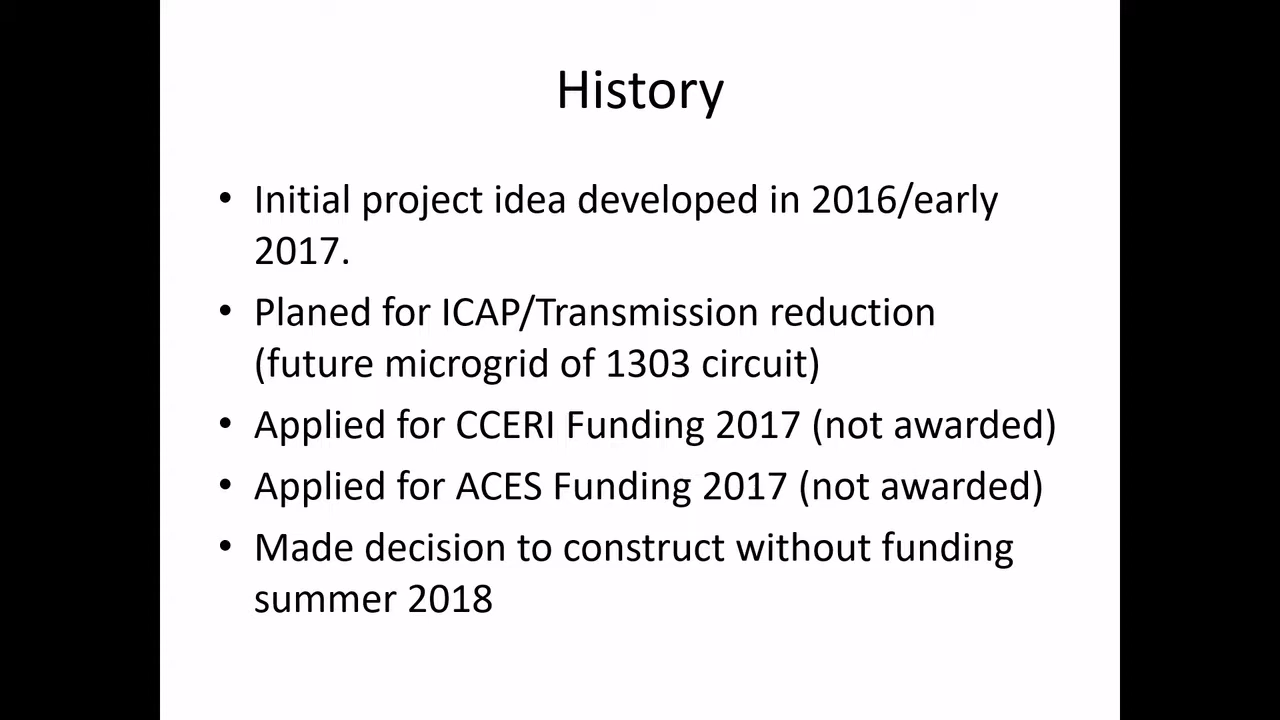 History
• Initial project idea developed in 2016/early
2017.
• Planed for ICAP/Transmission reduction
(future microgrid of 1303 circuit)
• Applied for CCERI Funding 2017 (not awarded)
• Applied for ACES Funding 2017 (not awarded)
• Made decision to construct without funding
summer 2018